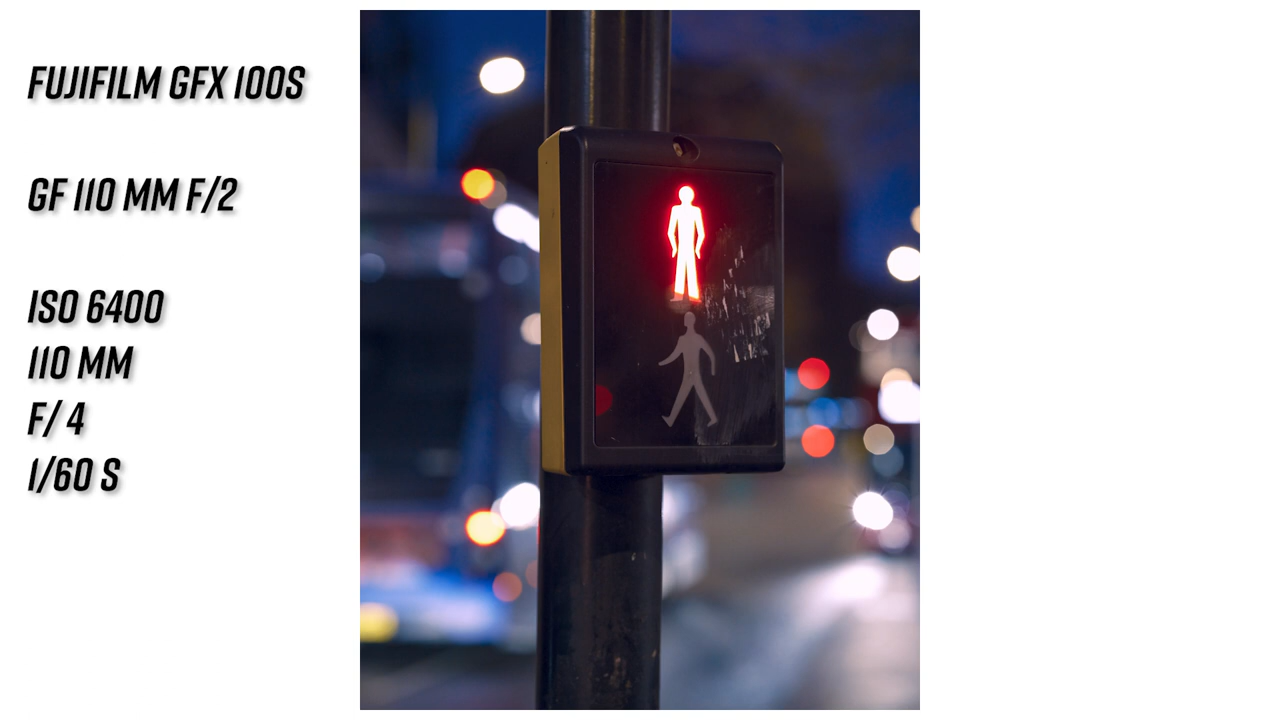 FUJIFILM GFX 100S
GF 110 MM F/2
ISO 6400
110 MM
F/ 4
1/60 S